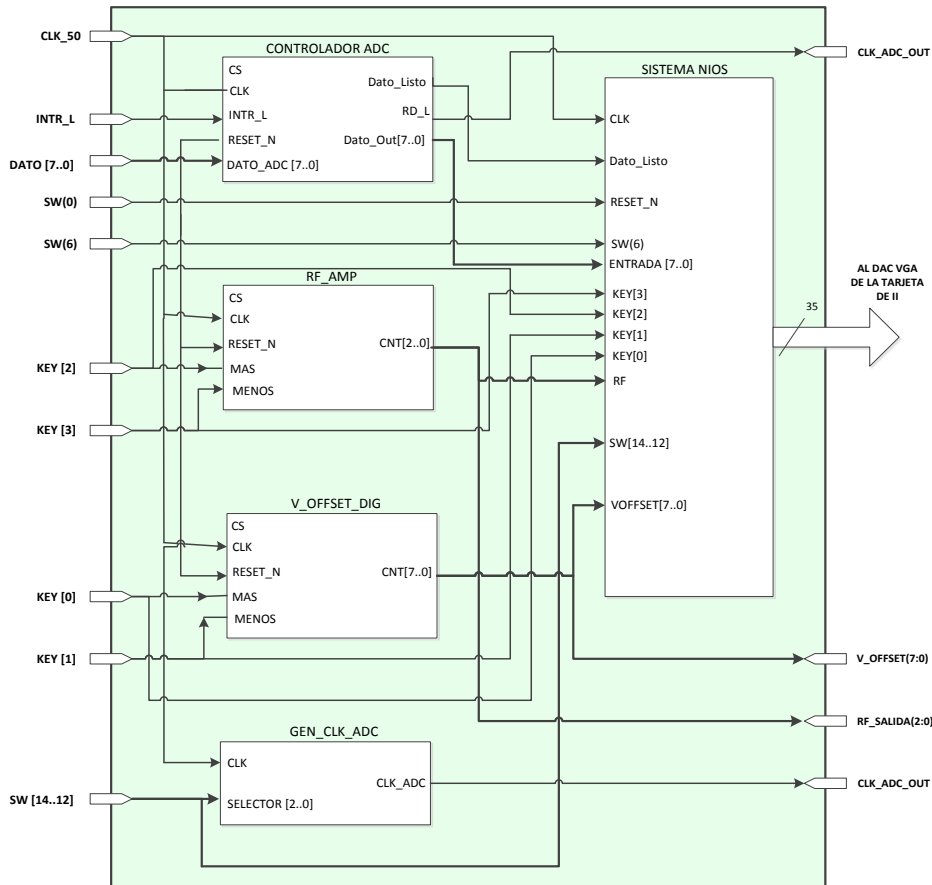 CLK_50
INTR_L
DATO [7..0]
SW(0)
SW(6)
KEY [2]
KEY [3]
KEY [0]
KEY [1]
SW [14..12]
CONTROLADOR ADC
CS
CLK
INTR_L
RESET_N
DATO_ADC [7..0]
Dato_Listo
RD_L
Dato_Out[7..0]
RF_AMP
CS
CLK
RESET_N
MAS
MENOS
CNT[2..0]
V_OFFSET_DIG
CS
CLK
RESET_N
MAS
MENOS
CNT[7..0]
GEN_CLK_ADC
CLK
SELECTOR [2..0]
CLK_ADC
SISTEMA NIOS
CLK
Dato_Listo
RESET_N
SW(6)
ENTRADA [7..0]
KEY[3]
KEY[2]
KEY[1]
KEY[0]
RF
SW[14..12]
VOFFSET[7..0]
CLK_ADC_OUT
AL DAC VGA
DE LA TARJETA
DE II
35
V_OFFSET(7:0)
RF_SALIDA(2:0)
CLK_ADC_OUT